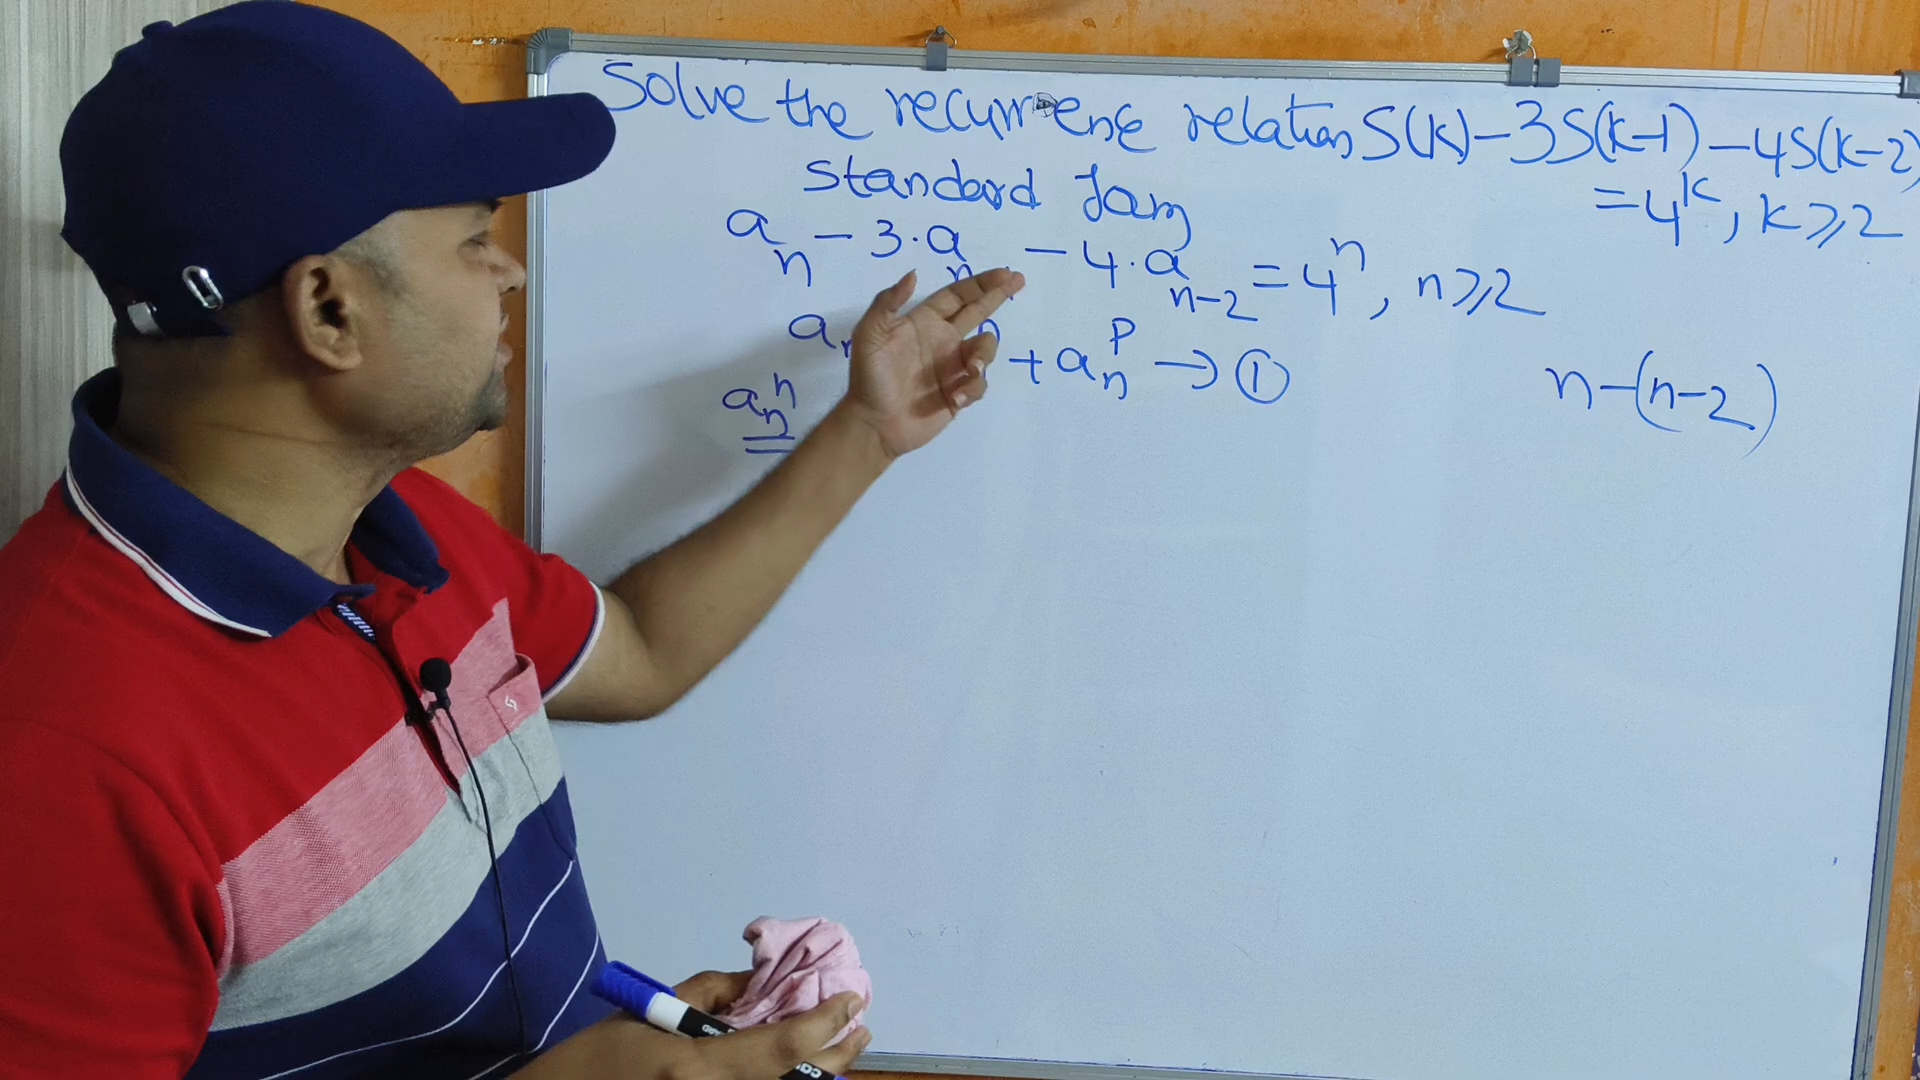 Solve the recurrence relation S(k)-3S(k-1)-4S(k-2)
=4^k, k≥2
Standard form
a_n - 3·a_n - 4·a_{n-2} = 4^n, n≥2
a + a_n^p → ①
n-(n-2)
a_n^h